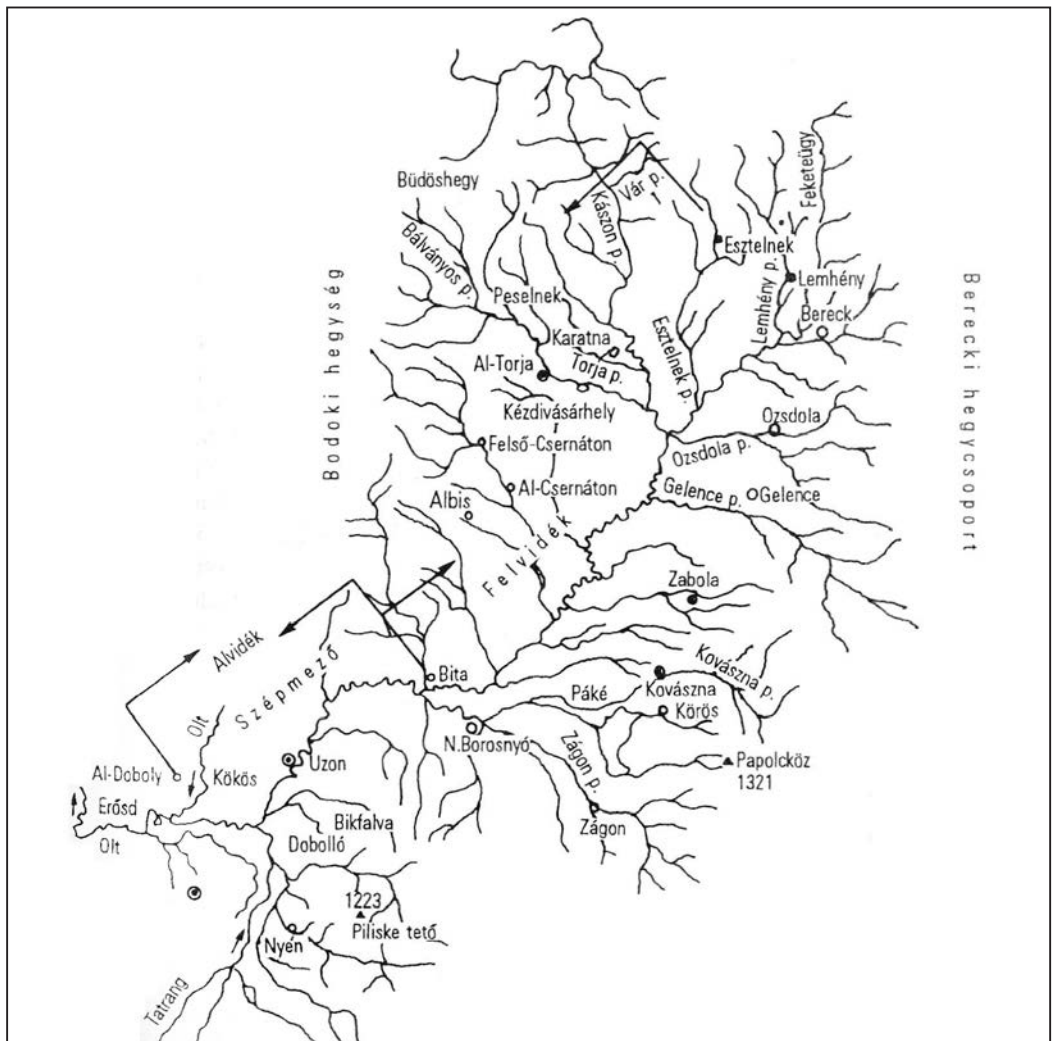 Büdöshegy
Feketeügy
Vár p.
Kászon p.
Esztelnek
Bálványos p.
Lemhény
Lemhény p.
Bereck
Peselnek
Karatna
Esztelnek p.
Al-Torja
Torja p.
Bodoki hegység
Berecki hegycsoport
Kézdivásárhely
Ozsdola
Felső-Csernáton
Ozsdola p.
Al-Csernáton
Gelence p.
Gelence
Albis
Felvidék
Zabola
Alvidék
Szépmező
Bita
Kovászna p.
Kovászna
Páké
Körös
Olt
N.Borosnyó
Zágon p.
Papolcköz
1321
Al-Doboly
Kökös
Uzon
Erősd
Olt
Bikfalva
Dobolló
Zágon
1223
Piliske tető
Nyén
Tatrang